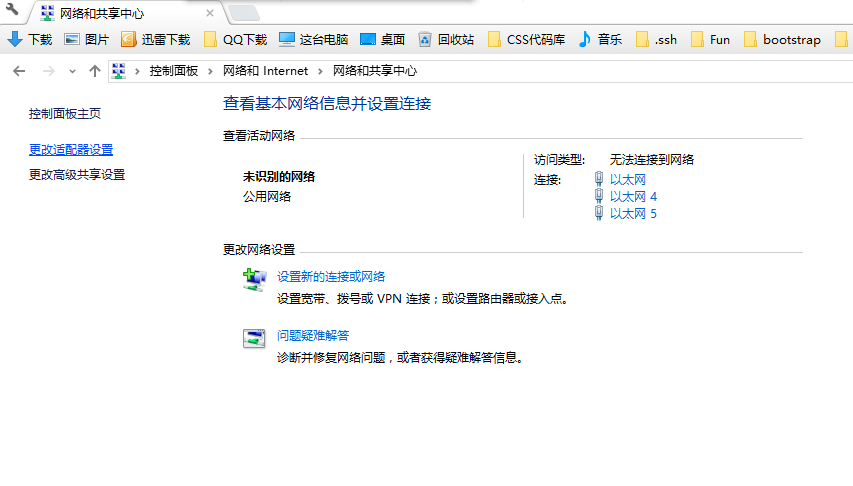 网络和共享中心
下载 图片 迅雷下载 QQ下载 这台电脑 桌面 回收站 CSS代码库 音乐 .ssh Fun bootstrap
控制面板 网络和 Internet 网络和共享中心
控制面板主页
更改适配器设置
更改高级共享设置
查看基本网络信息并设置连接
查看活动网络
未识别的网络
公用网络
访问类型: 无法连接到网络
连接: 以太网
以太网 4
以太网 5
更改网络设置
设置新的连接或网络
设置宽带、拨号或 VPN 连接；或设置路由器或接入点。
问题疑难解答
诊断并修复网络问题，或者获得疑难解答信息。